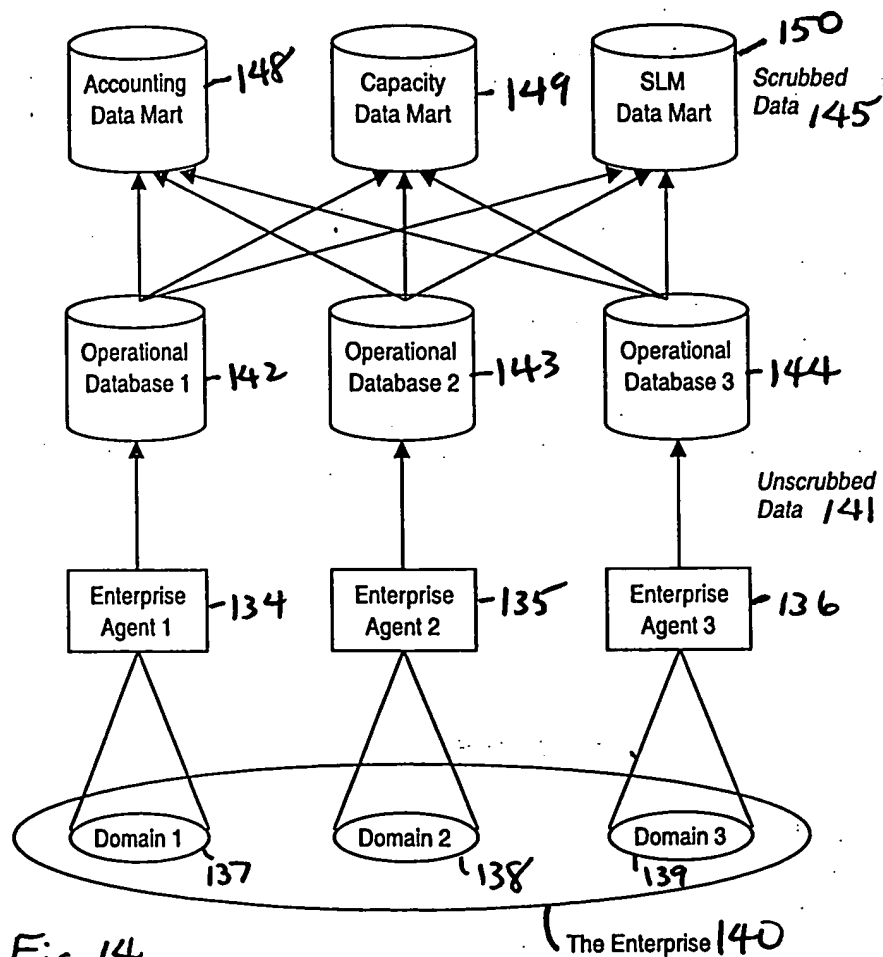 Accounting
Data Mart
148
Capacity
Data Mart
149
SLM
Data Mart
150
Scrubbed
Data 145
Operational
Database 1
142
Operational
Database 2
143
Operational
Database 3
144
Unscrubbed
Data 141
Enterprise
Agent 1
134
Enterprise
Agent 2
135
Enterprise
Agent 3
136
Domain 1
137
Domain 2
138
Domain 3
139
The Enterprise 140
Fig. 14